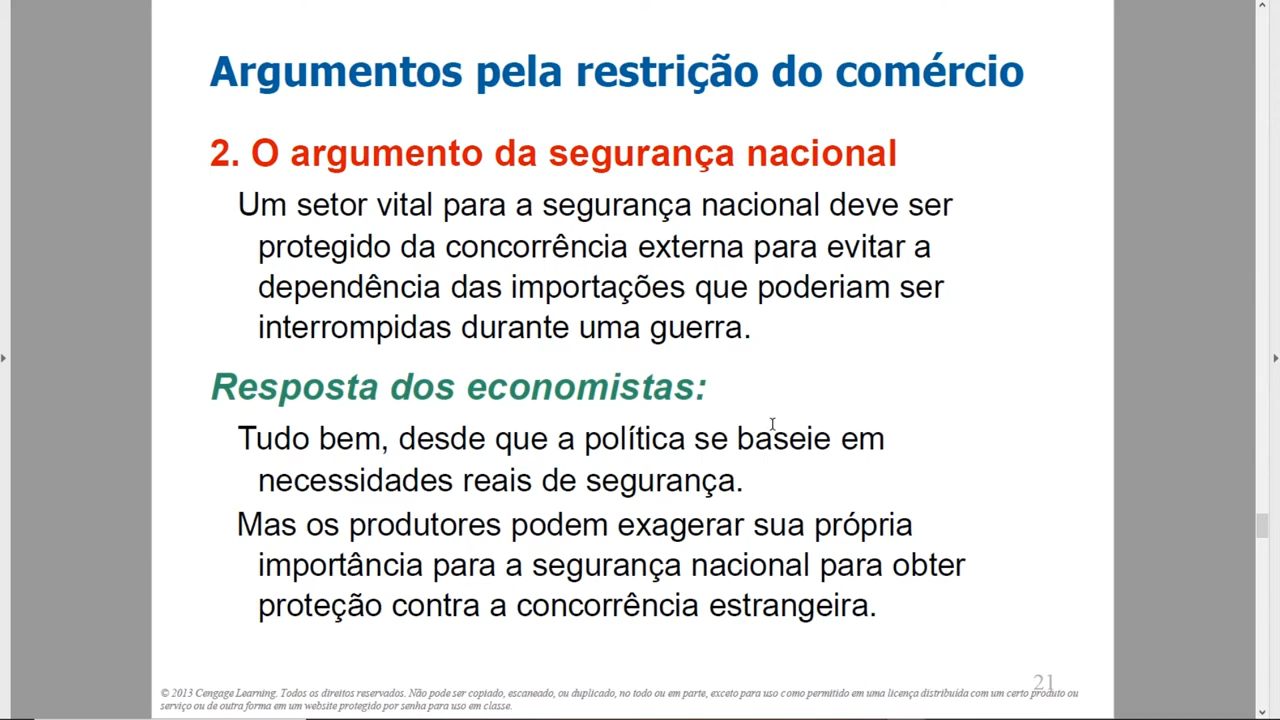 Argumentos pela restrição do comércio
2. O argumento da segurança nacional
Um setor vital para a segurança nacional deve ser
protegido da concorrência externa para evitar a
dependência das importações que poderiam ser
interrompidas durante uma guerra.
Resposta dos economistas:
Tudo bem, desde que a política se baseie em
necessidades reais de segurança.
Mas os produtores podem exagerar sua própria
importância para a segurança nacional para obter
proteção contra a concorrência estrangeira.
21
© 2013 Cengage Learning. Todos os direitos reservados. Não pode ser copiado, escaneado, ou duplicado, no todo ou em parte, exceto para uso como permitido em uma licença distribuída com um certo produto ou
serviço ou de outra forma em um website protegido por senha para uso em classe.